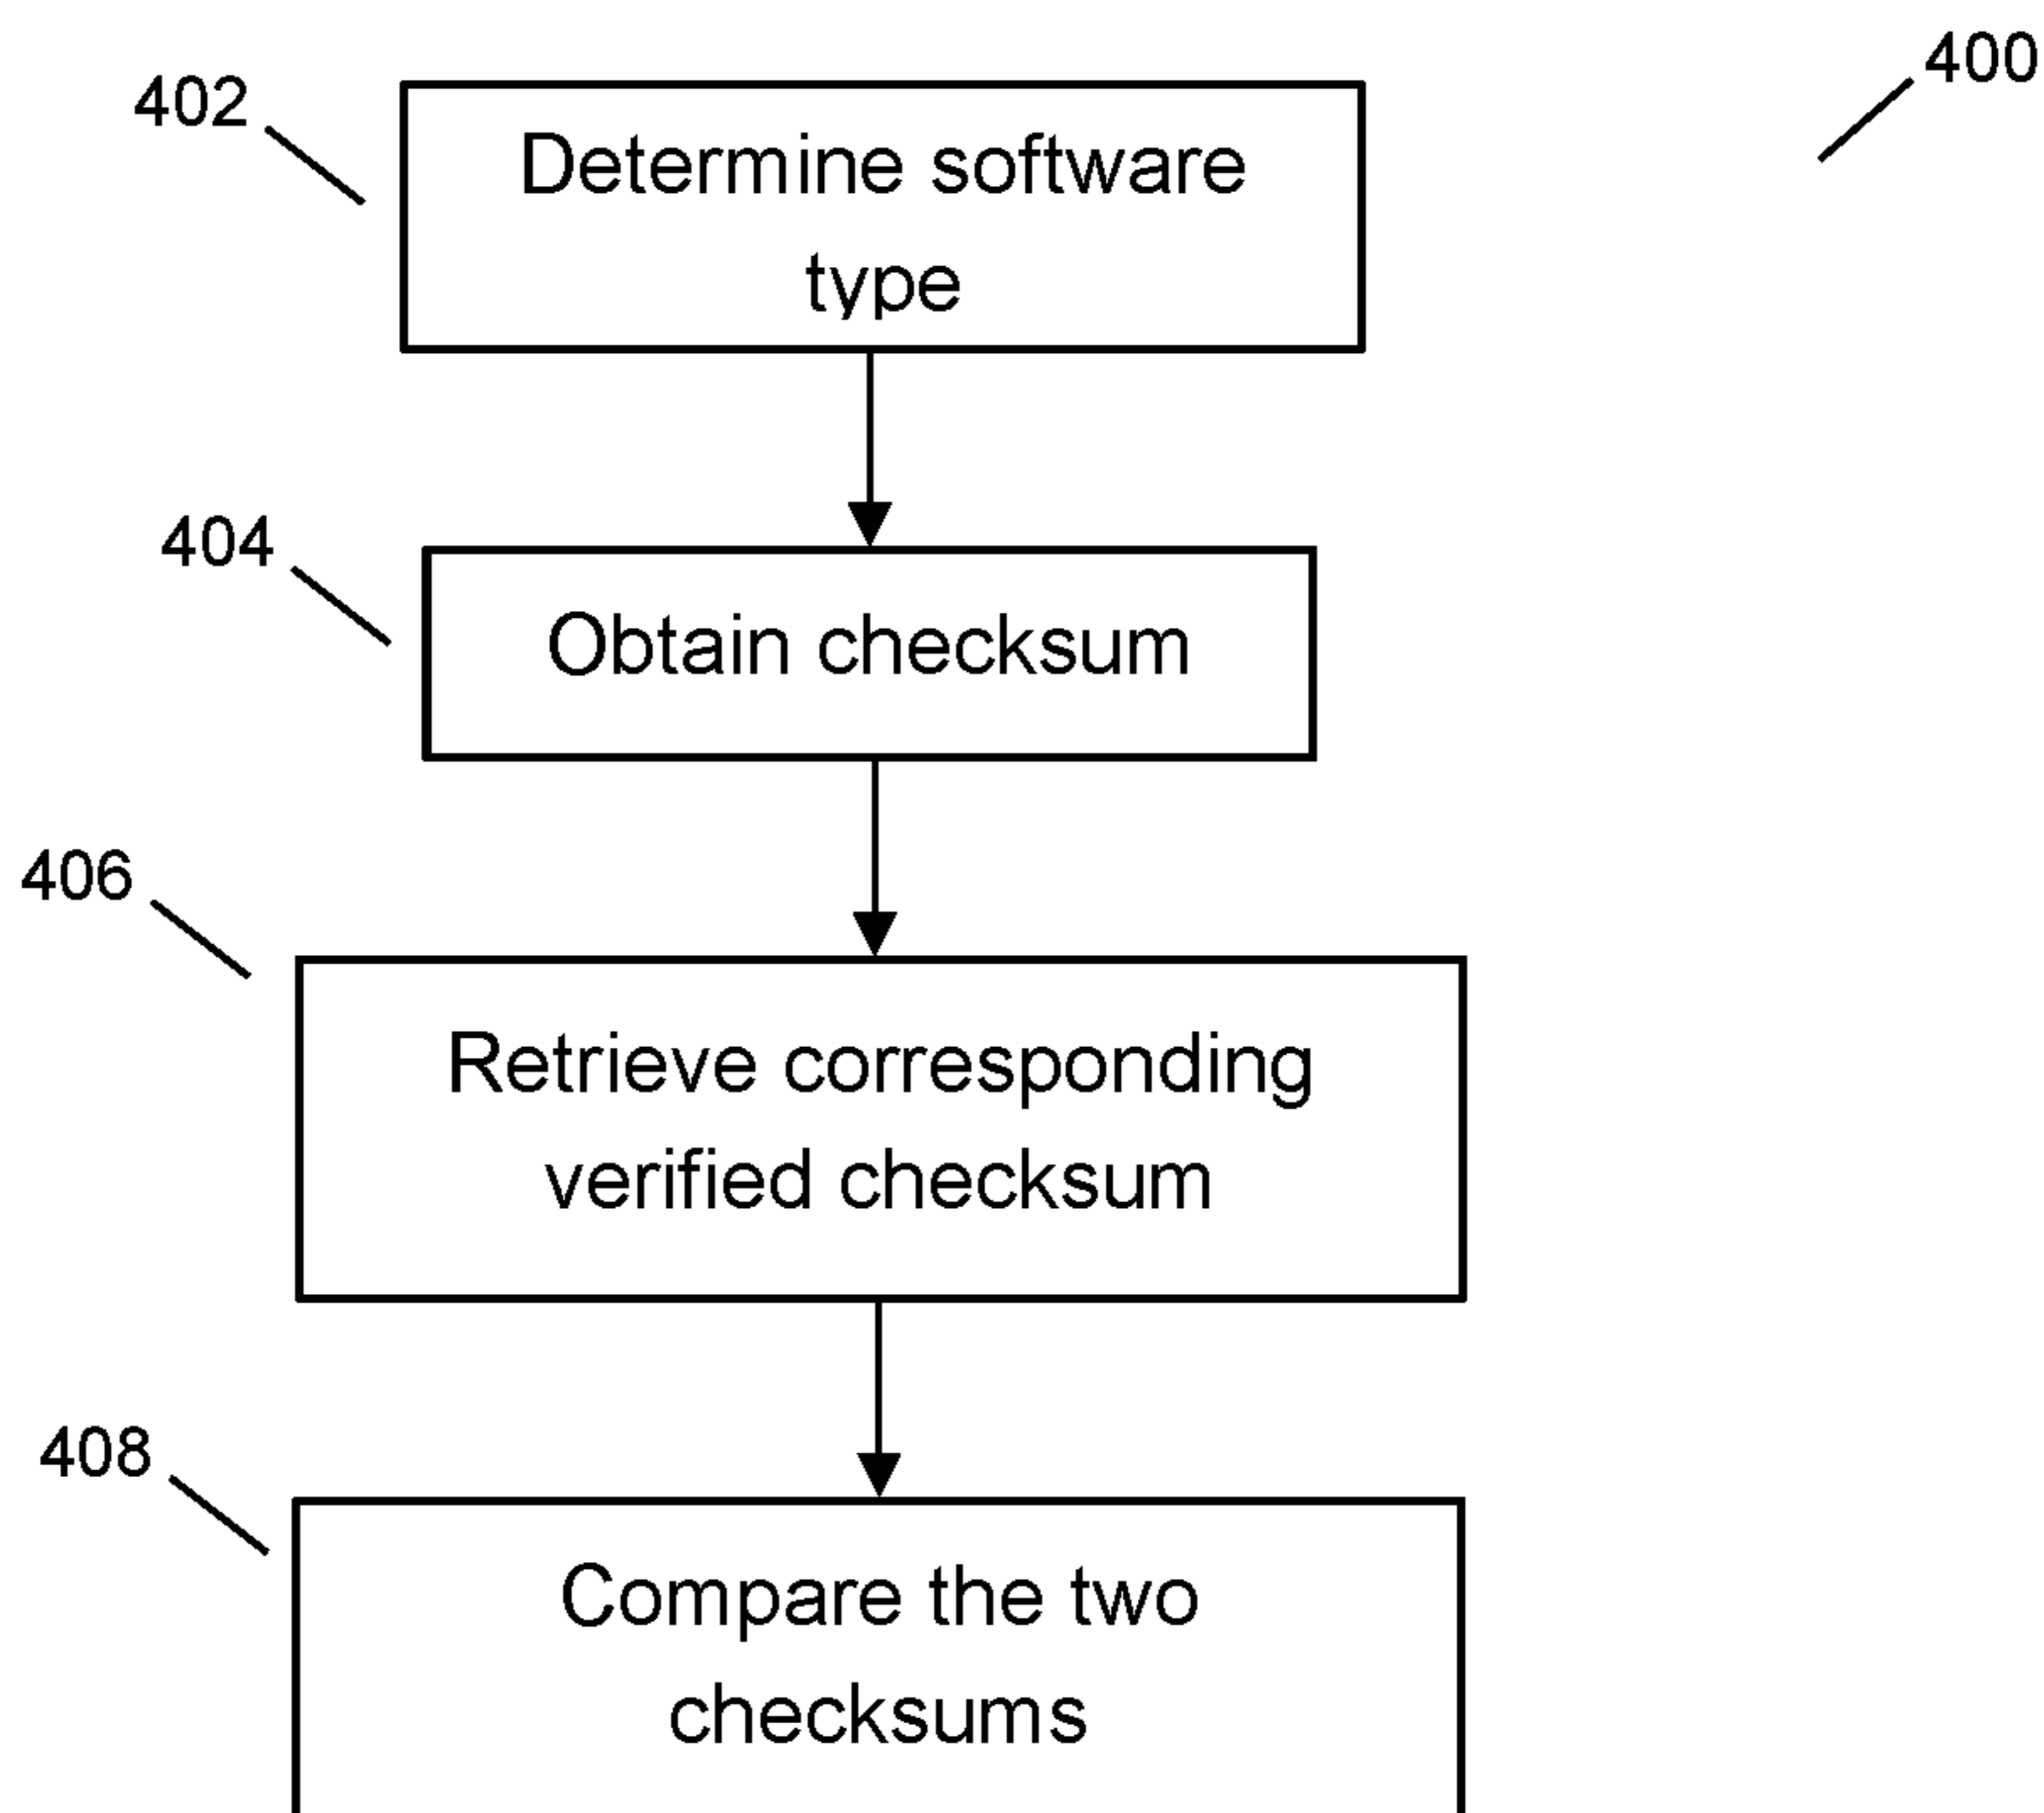 400
402
Determine software
type
404
Obtain checksum
406
Retrieve corresponding
verified checksum
408
Compare the two
checksums